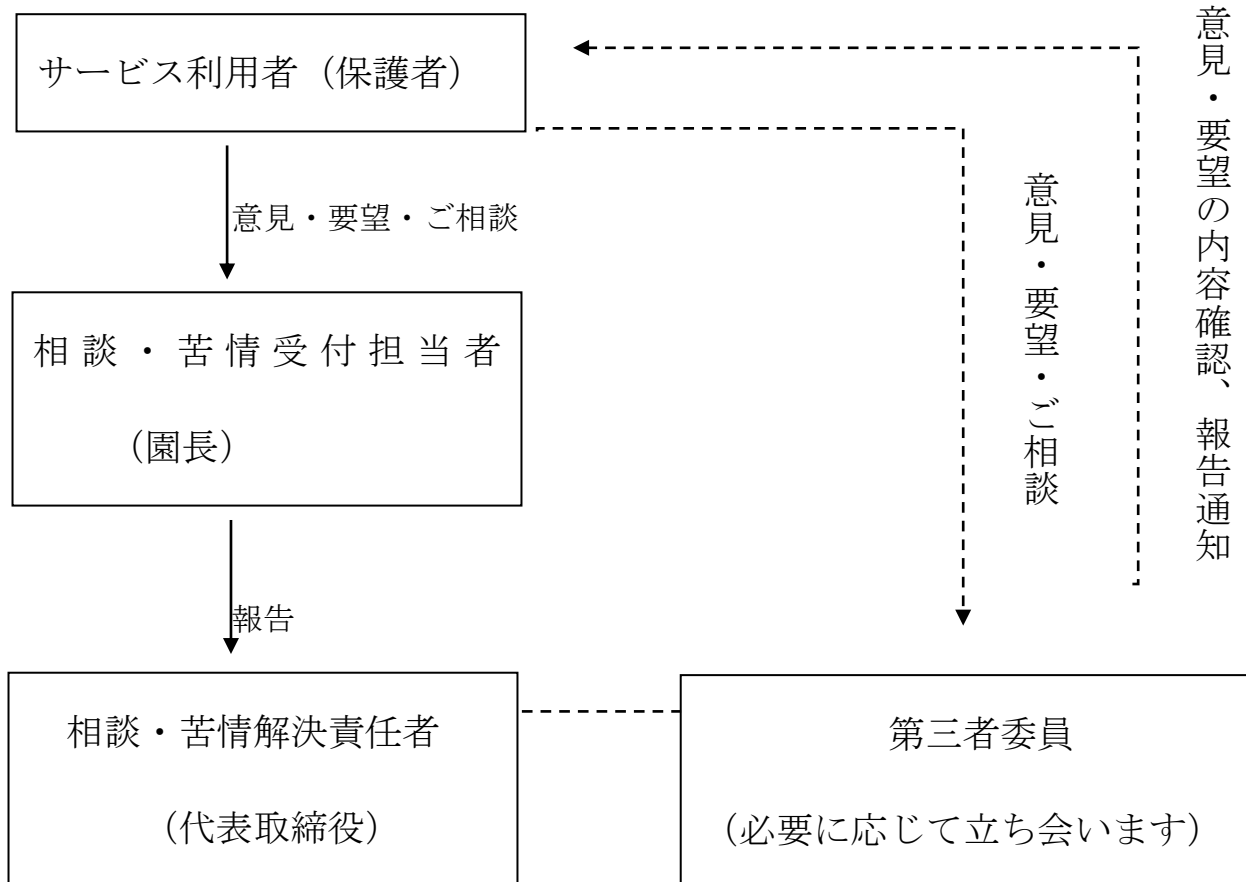 サービス利用者（保護者）
意見・要望・ご相談
相談・苦情受付担当者
（園長）
報告
相談・苦情解決責任者
（代表取締役）
意見・要望・ご相談
意見・要望の内容確認、報告通知
第三者委員
（必要に応じて立ち会います）